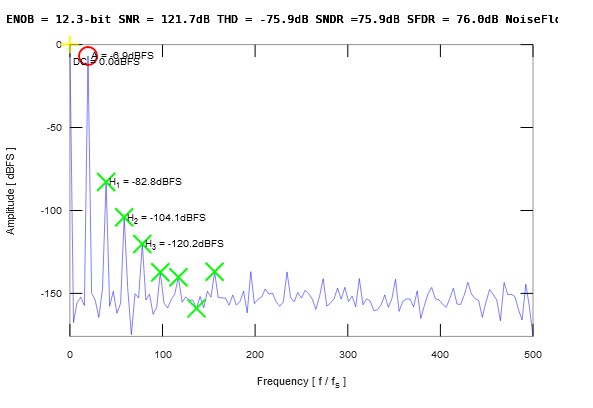 ENOB = 12.3-bit SNR = 121.7dB THD = -75.9dB SNDR =75.9dB SFDR = 76.0dB NoiseFlo
0
A = -6.9dBFS
DC = 0.08BFS
-50
H1 = -82.8dBFS
-100
H2 = -104.1dBFS
H3 = -120.2dBFS
-150
Amplitude [ dBFS ]
0 100 200 300 400 500
Frequency [ f / fs ]